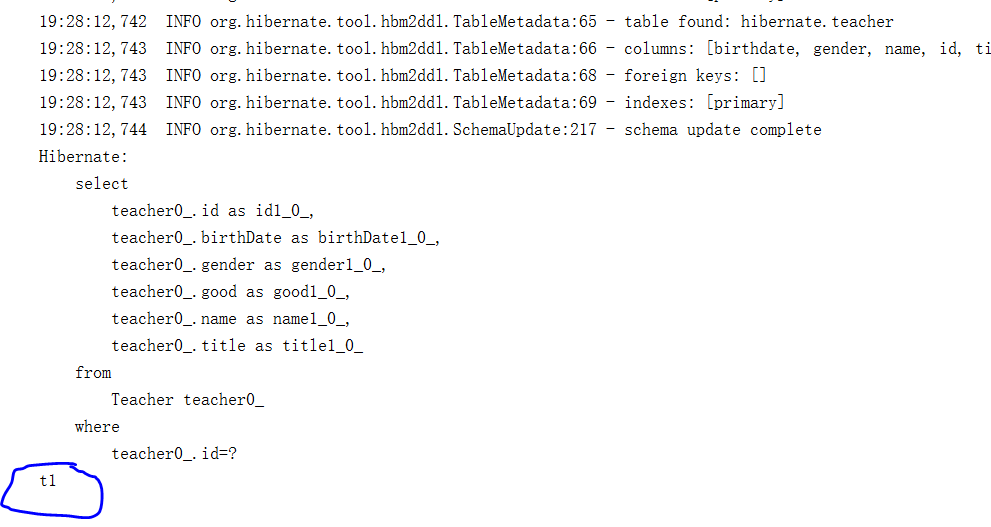 19:28:12,742 INFO org.hibernate.tool.hbm2ddl.TableMetadata:65 - table found: hibernate.teacher
19:28:12,743 INFO org.hibernate.tool.hbm2ddl.TableMetadata:66 - columns: [birthdate, gender, name, id, ti
19:28:12,743 INFO org.hibernate.tool.hbm2ddl.TableMetadata:68 - foreign keys: []
19:28:12,743 INFO org.hibernate.tool.hbm2ddl.TableMetadata:69 - indexes: [primary]
19:28:12,744 INFO org.hibernate.tool.hbm2ddl.SchemaUpdate:217 - schema update complete
Hibernate:
select
teacher0_.id as id1_0_,
teacher0_.birthDate as birthDate1_0_,
teacher0_.gender as gender1_0_,
teacher0_.good as good1_0_,
teacher0_.name as name1_0_,
teacher0_.title as title1_0_
from
Teacher teacher0_
where
teacher0_.id=?
t1